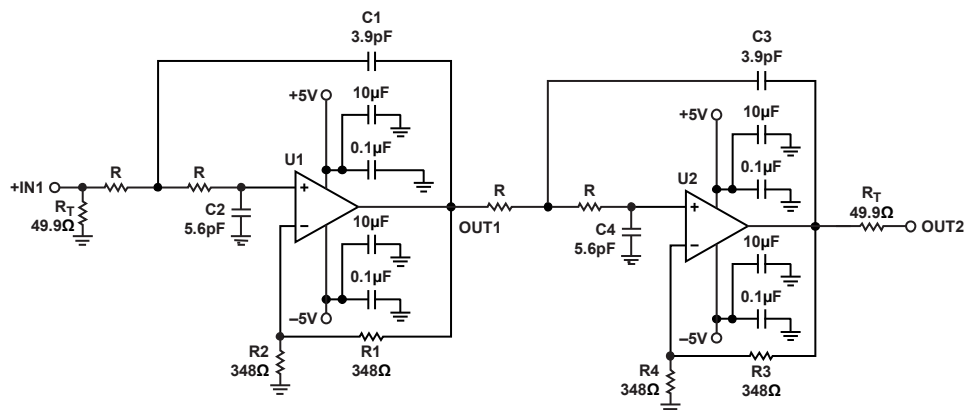 C1
3.9pF
C3
3.9pF
+5V
10µF
0.1µF
U1
+5V
10µF
0.1µF
U2
+IN1
R
R
+
–
R
R
+
–
RT
49.9Ω
C2
5.6pF
OUT1
C4
5.6pF
RT
49.9Ω
OUT2
10µF
0.1µF
–5V
10µF
0.1µF
–5V
R2
348Ω
R1
348Ω
R4
348Ω
R3
348Ω